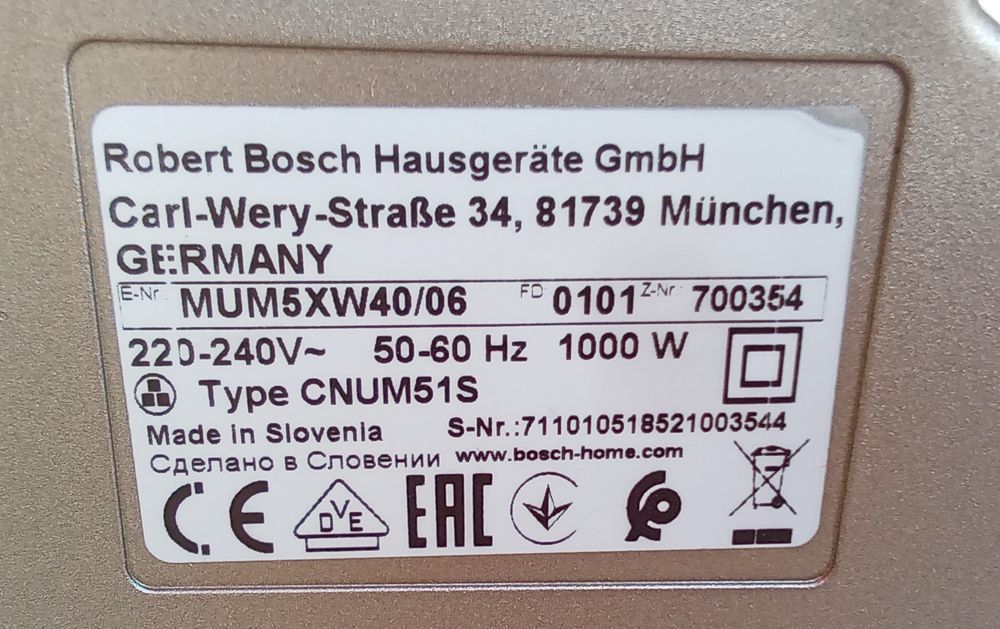 Robert Bosch Hausgeräte GmbH
Carl-Wery-Straße 34, 81739 München,
GERMANY
E-Nr.: MUM5XW40/06 FD 0101 Z-Nr. 700354
220-240V~ 50-60 Hz 1000 W
Type CNUM51S
Made in Slovenia S-Nr.:711010518521003544
Сделано в Словении www.bosch-home.com
CE DVE EAC